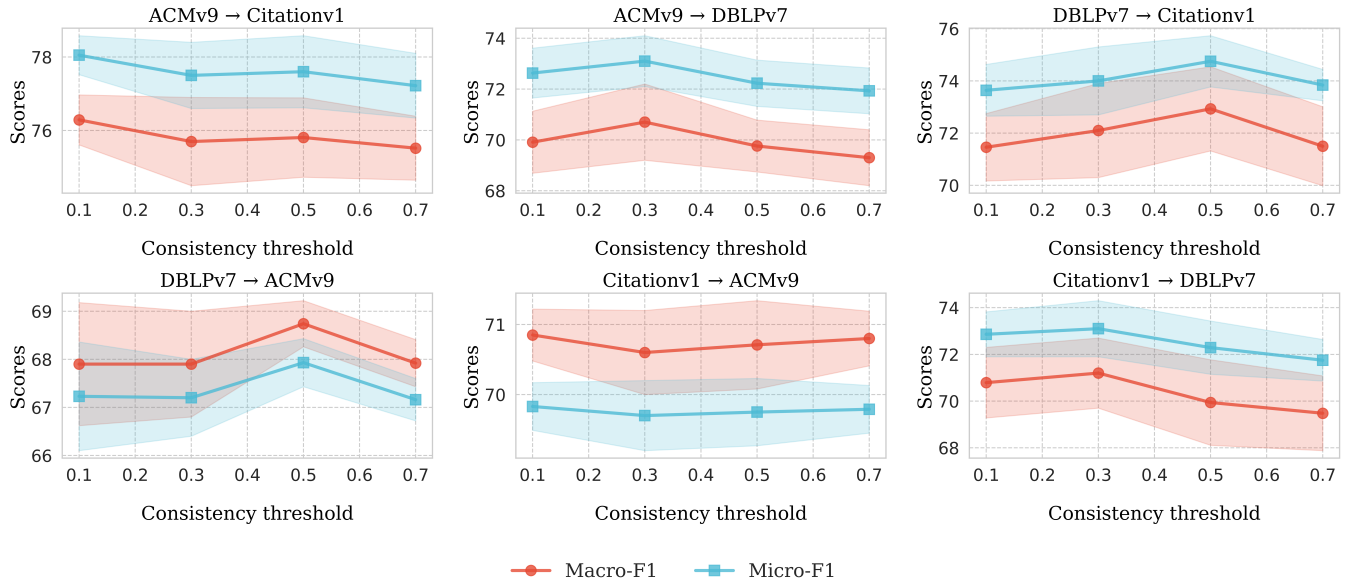 ACMv9 → Citationv1
ACMv9 → DBLPv7
DBLPv7 → Citationv1
Scores
78
76
0.1 0.2 0.3 0.4 0.5 0.6 0.7
Consistency threshold
Scores
74
72
70
68
0.1 0.2 0.3 0.4 0.5 0.6 0.7
Consistency threshold
Scores
76
74
72
70
0.1 0.2 0.3 0.4 0.5 0.6 0.7
Consistency threshold
DBLPv7 → ACMv9
Citationv1 → ACMv9
Citationv1 → DBLPv7
Scores
69
68
67
66
0.1 0.2 0.3 0.4 0.5 0.6 0.7
Consistency threshold
Scores
71
70
0.1 0.2 0.3 0.4 0.5 0.6 0.7
Consistency threshold
Scores
74
72
70
68
0.1 0.2 0.3 0.4 0.5 0.6 0.7
Consistency threshold
Macro-F1 Micro-F1